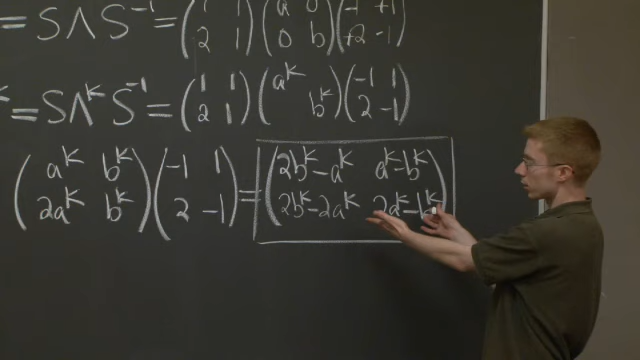 = SΛS⁻¹ = (1 1; 2 1) (a 0; 0 b) (-1 +1; +2 -1)
k = SΛᵏS⁻¹ = (1 1; 2 1) (aᵏ ; bᵏ) (-1 1; 2 -1)
(aᵏ bᵏ; 2aᵏ bᵏ) (-1 1; 2 -1) = (2bᵏ-aᵏ aᵏ-bᵏ; 2bᵏ-2aᵏ 2aᵏ-bᵏ)